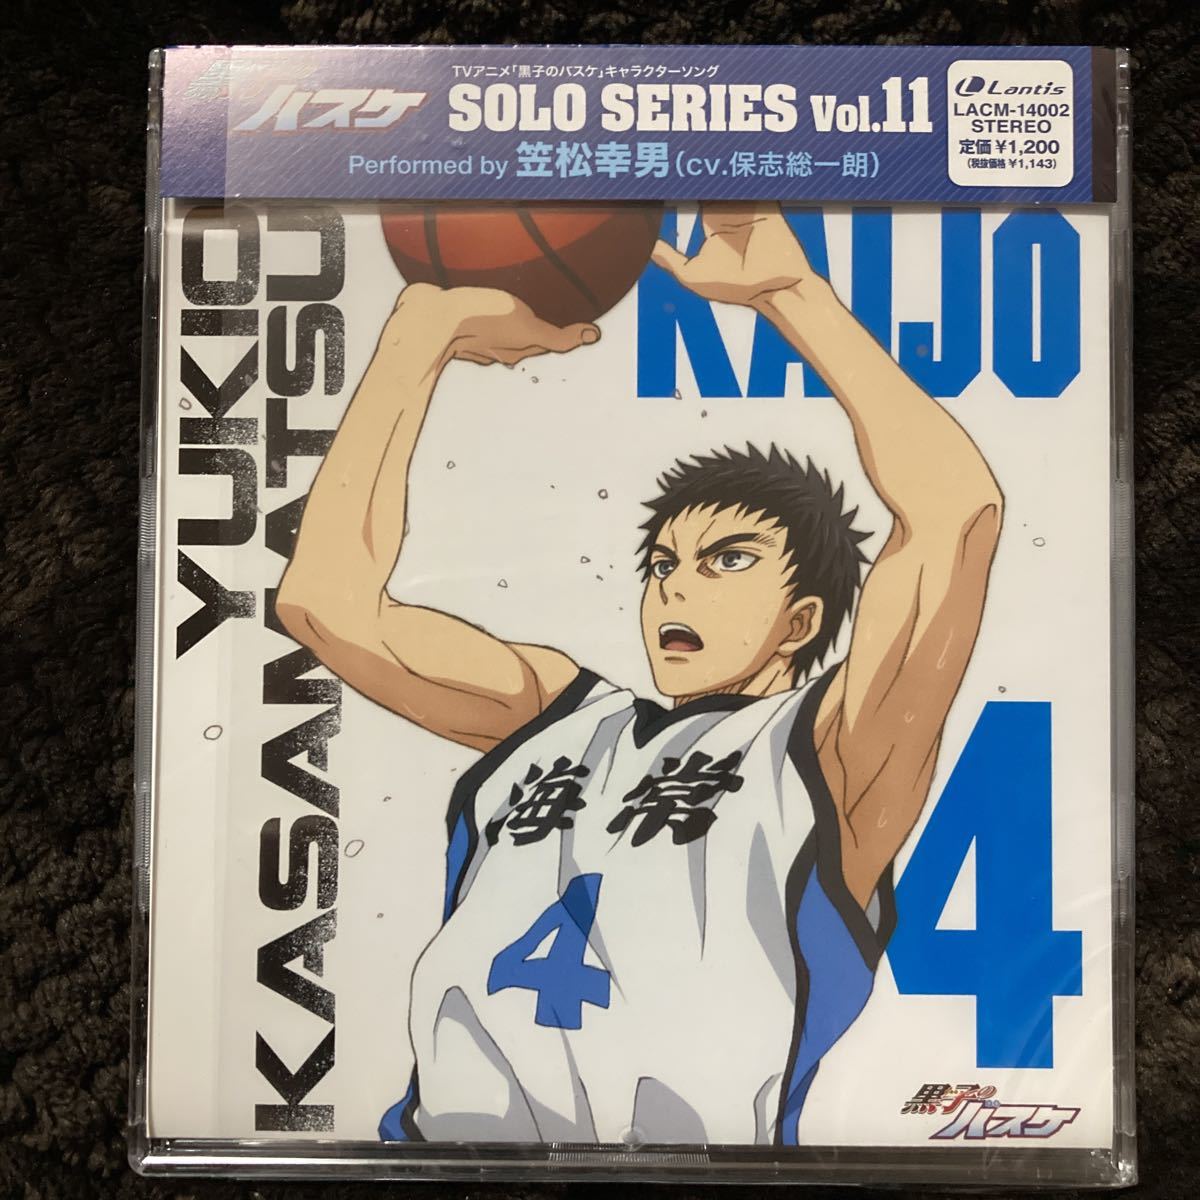 黒子のバスケ
TVアニメ「黒子のバスケ」キャラクターソング
SOLO SERIES Vol.11
Performed by 笠松幸男(cv.保志総一朗)
Lantis
LACM-14002
STEREO
定価¥1,200
(税抜価格¥1,143)
YUKIO
KASAMATSU
KAIJO
海常
4
4
黒子のバスケ